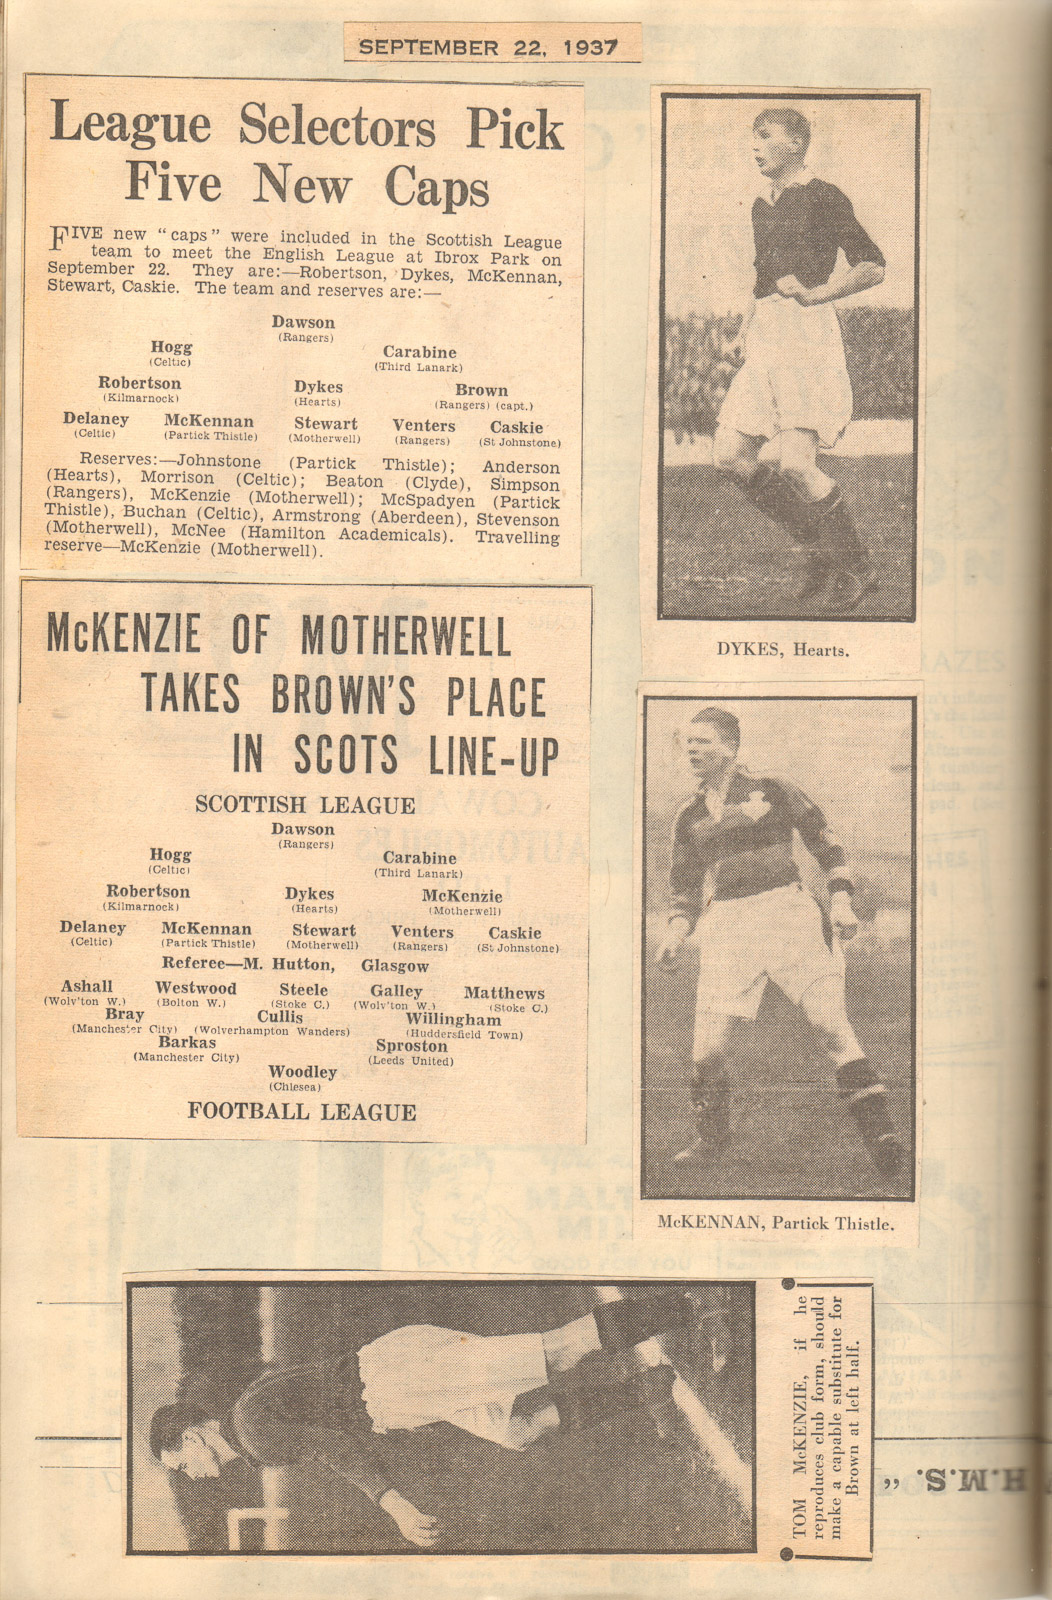 SEPTEMBER 22, 1937
League Selectors Pick
Five New Caps
FIVE new "caps" were included in the Scottish League
team to meet the English League at Ibrox Park on
September 22. They are:—Robertson, Dykes, McKennan,
Stewart, Caskie. The team and reserves are:—
Dawson
(Rangers)
Hogg Carabine
(Celtic) (Third Lanark)
Robertson Dykes Brown
(Kilmarnock) (Hearts) (Rangers) (capt.)
Delaney McKennan Stewart Venters Caskie
(Celtic) (Partick Thistle) (Motherwell) (Rangers) (St Johnstone)
Reserves:—Johnstone (Partick Thistle); Anderson
(Hearts), Morrison (Celtic); Beaton (Clyde), Simpson
(Rangers), McKenzie (Motherwell); McSpadyen (Partick
Thistle), Buchan (Celtic), Armstrong (Aberdeen), Stevenson
(Motherwell), McNee (Hamilton Academicals). Travelling
reserve—McKenzie (Motherwell).
McKENZIE OF MOTHERWELL
TAKES BROWN'S PLACE
IN SCOTS LINE-UP
SCOTTISH LEAGUE
Dawson
(Rangers)
Hogg Carabine
(Celtic) (Third Lanark)
Robertson Dykes McKenzie
(Kilmarnock) (Hearts) (Motherwell)
Delaney McKennan Stewart Venters Caskie
(Celtic) (Partick Thistle) (Motherwell) (Rangers) (St Johnstone)
Referee—M. Hutton, Glasgow
Ashall Westwood Steele Galley Matthews
(Wolv'ton W.) (Bolton W.) (Stoke C.) (Wolv'ton W.) (Stoke C.)
Bray Cullis Willingham
(Manchester City) (Wolverhampton Wanders) (Huddersfield Town)
Barkas Sproston
(Manchester City) (Leeds United)
Woodley
(Chlesea)
FOOTBALL LEAGUE
DYKES, Hearts.
McKENNAN, Partick Thistle.
TOM McKENZIE, if he
reproduces club form, should
make a capable substitute for
Brown at left half.
H.M.S. "